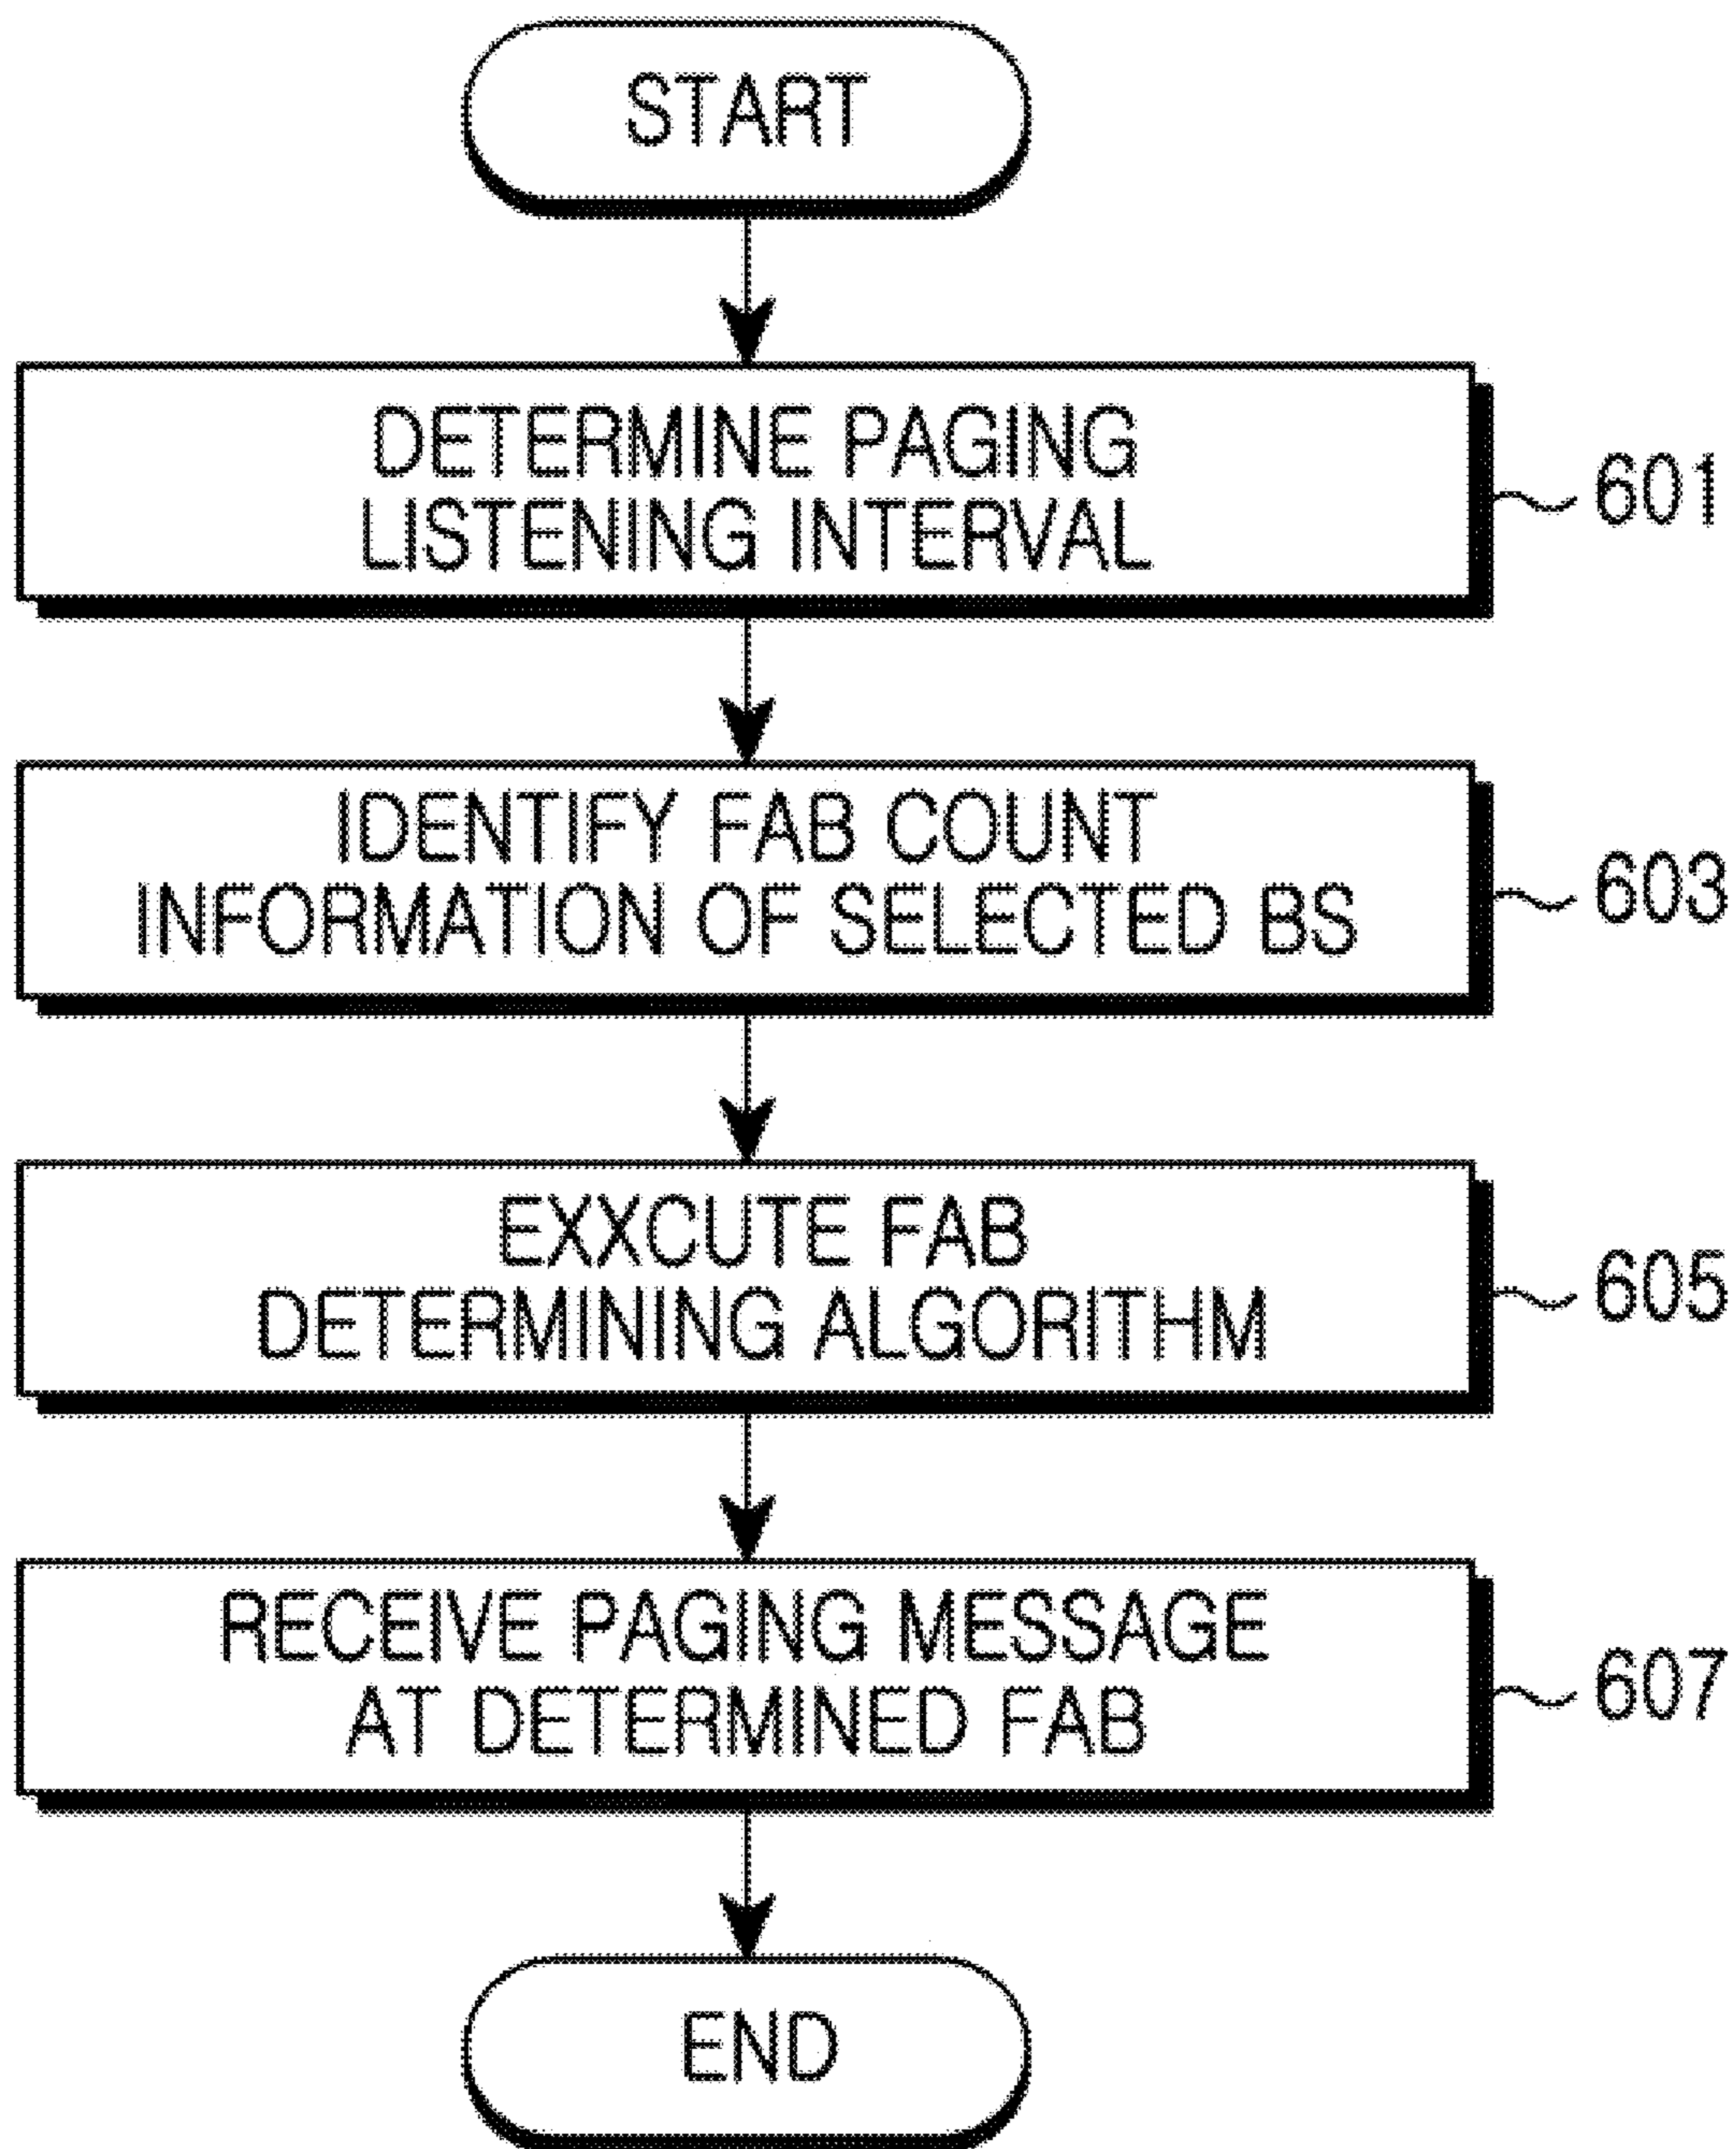 START
DETERMINE PAGING
LISTENING INTERVAL
601
IDENTIFY FAB COUNT
INFORMATION OF SELECTED BS
603
EXXCUTE FAB
DETERMINING ALGORITHM
605
RECEIVE PAGING MESSAGE
AT DETERMINED FAB
607
END